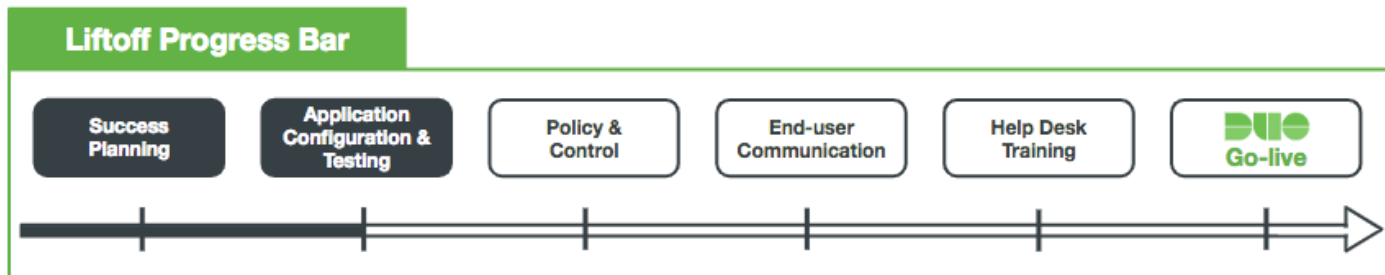 Liftoff Progress Bar
Success
Planning
Application
Configuration &
Testing
Policy &
Control
End-user
Communication
Help Desk
Training
DUO
Go-live